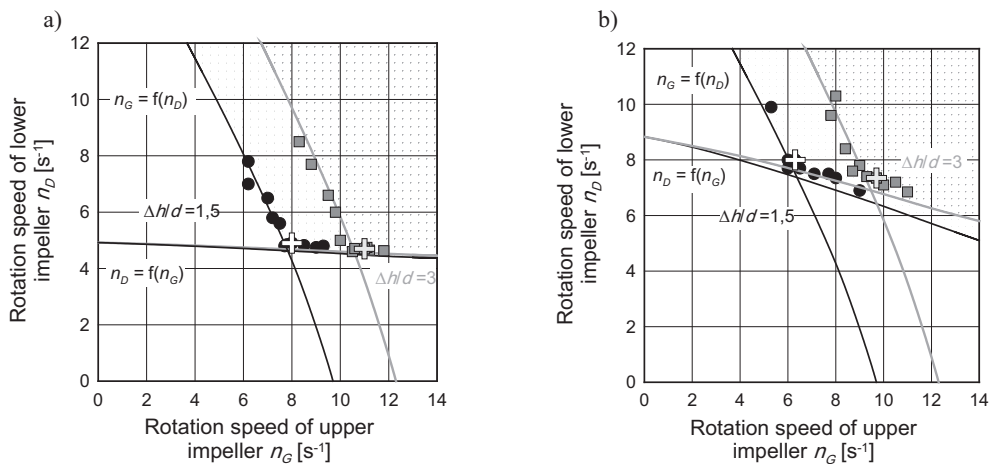 a)
Rotation speed of lower
impeller n_D [s⁻¹]
12
10
8
6
4
2
0
n_G = f(n_D)
Δh/d=1,5
n_D = f(n_G)
Δh/d=3
0 2 4 6 8 10 12 14
Rotation speed of upper
impeller n_G [s⁻¹]
b)
Rotation speed of lower
impeller n_D [s⁻¹]
12
10
8
6
4
2
0
n_G = f(n_D)
Δh/d=3
n_D = f(n_G)
Δh/d=1,5
0 2 4 6 8 10 12 14
Rotation speed of upper
impeller n_G [s⁻¹]